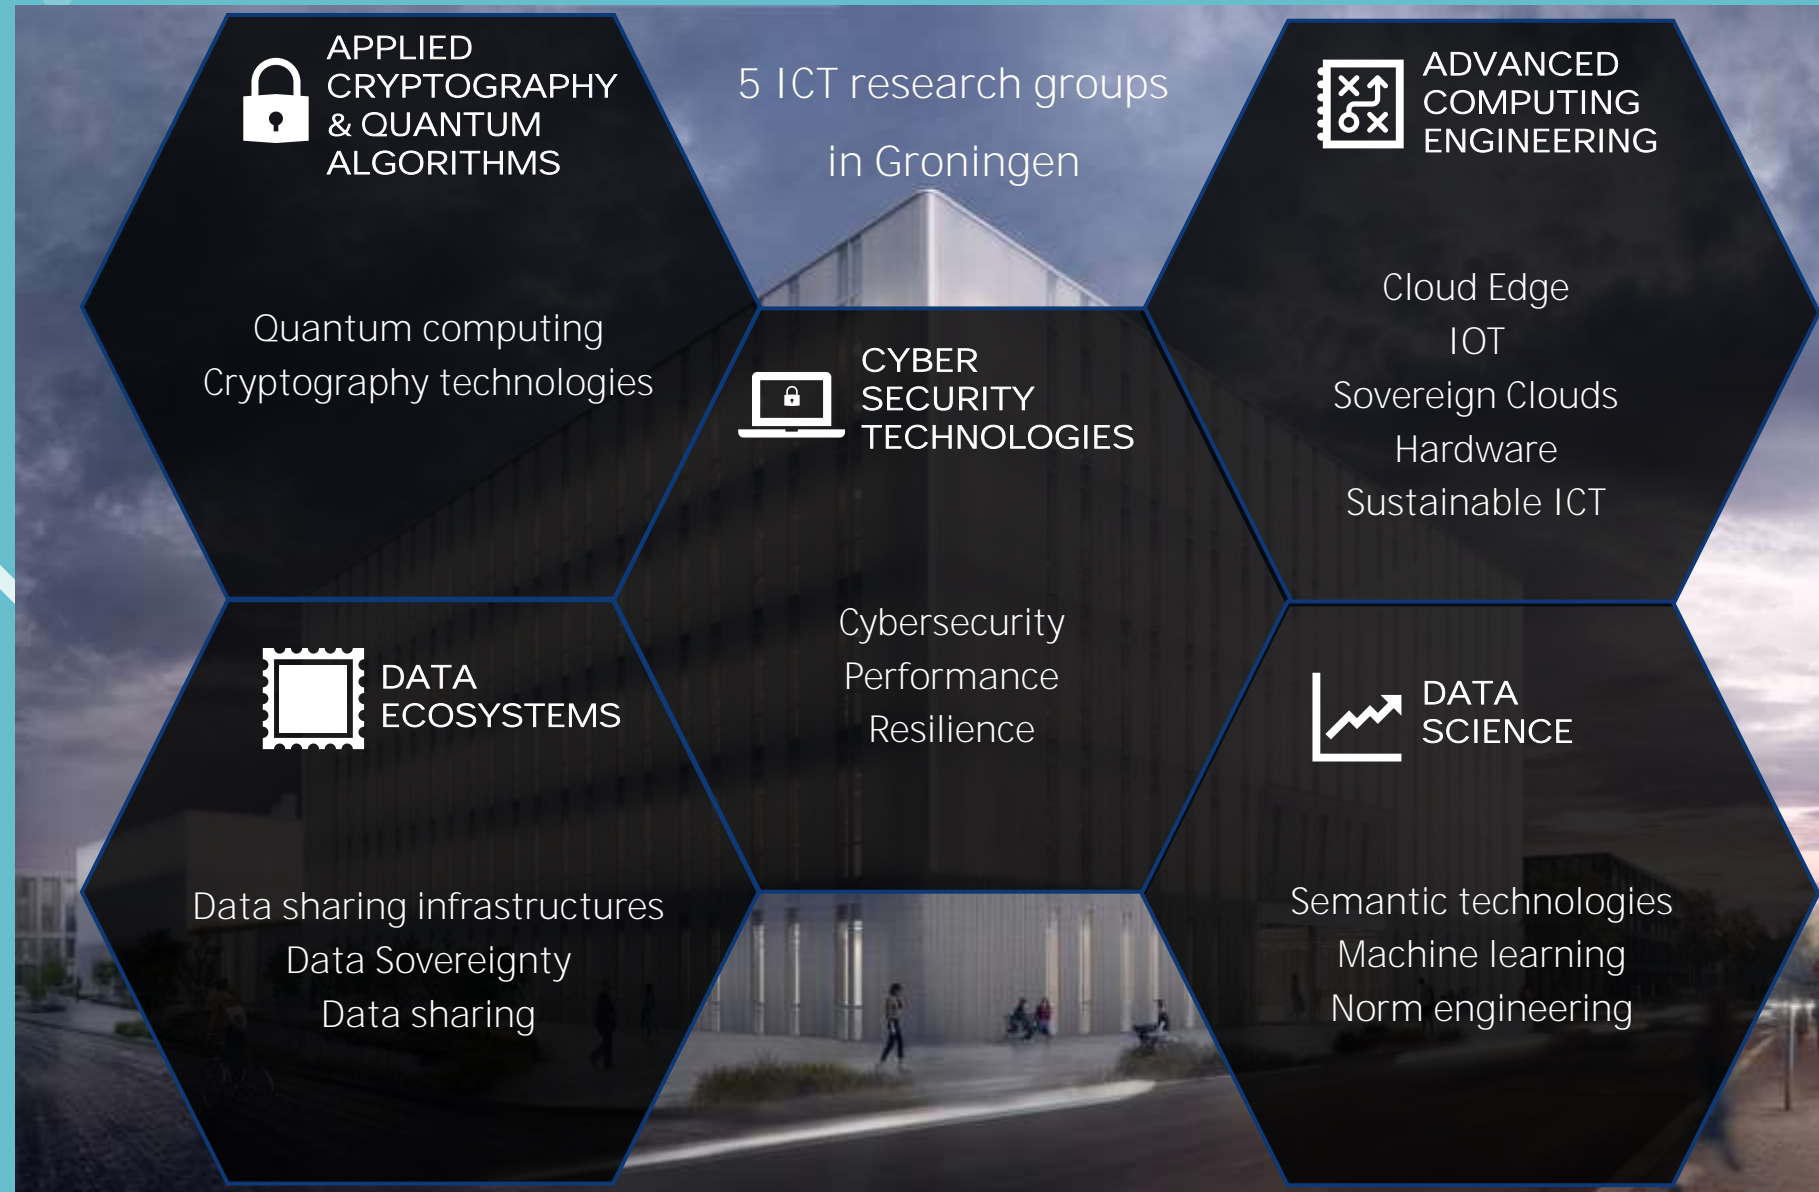 APPLIED
CRYPTOGRAPHY
& QUANTUM
ALGORITHMS
Quantum computing
Cryptography technologies
5 ICT research groups
in Groningen
ADVANCED
COMPUTING
ENGINEERING
Cloud Edge
IOT
Sovereign Clouds
Hardware
Sustainable ICT
CYBER
SECURITY
TECHNOLOGIES
Cybersecurity
Performance
Resilience
DATA
ECOSYSTEMS
Data sharing infrastructures
Data Sovereignty
Data sharing
DATA
SCIENCE
Semantic technologies
Machine learning
Norm engineering